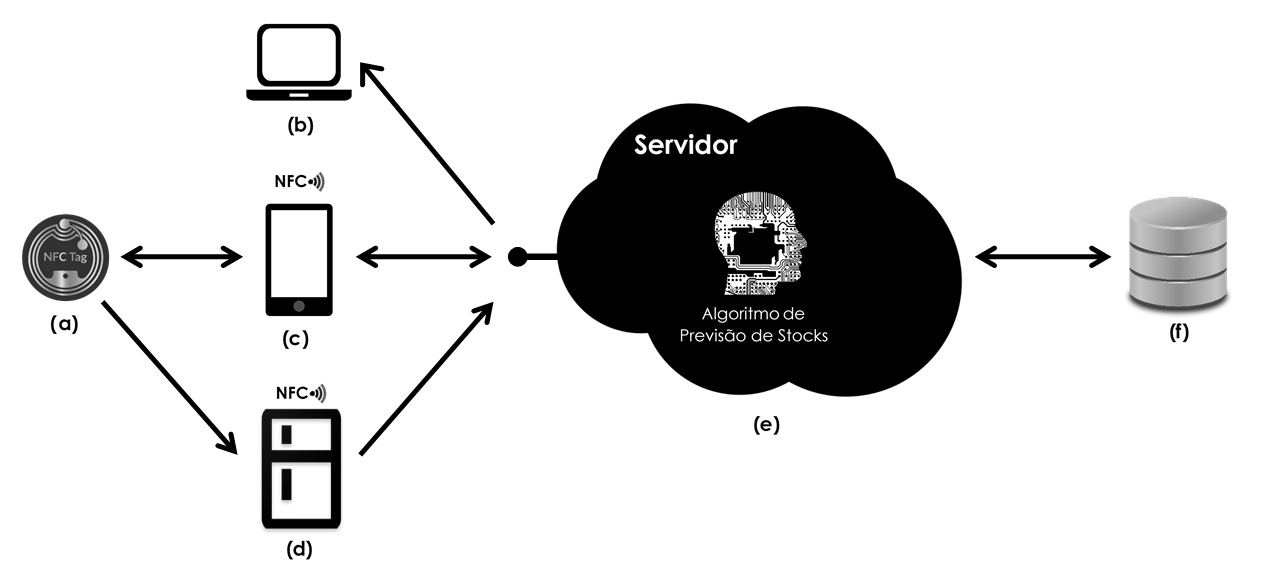 (b)
Servidor
NFC
NFC Tag
(a)
(c)
Algoritmo de
Previsão de Stocks
(f)
NFC
(e)
(d)